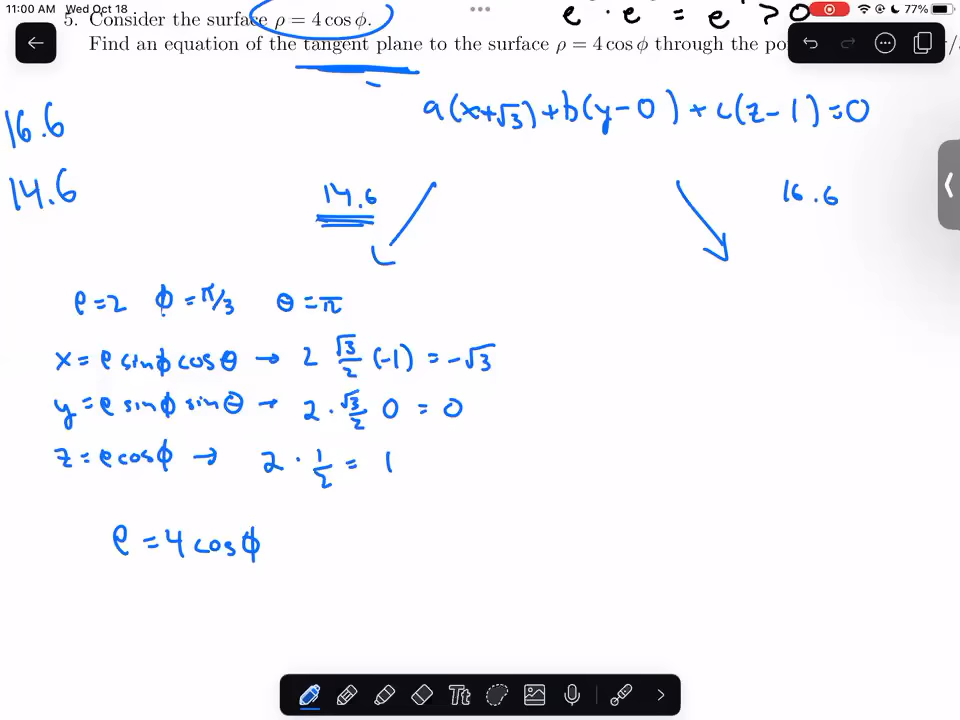 11:00 AM Wed Oct 18
77%
5. Consider the surface ρ = 4 cos ϕ.
e · e = e > 0
Find an equation of the tangent plane to the surface ρ = 4 cos ϕ through the
a(x+√3)+b(y-0)+c(z-1)=0
16.6
14.6
14.6
16.6
ρ=2 ϕ=π/3 θ=π
x=ρ sinϕ cosθ → 2 √3/2 (-1) = -√3
y=ρ sinϕ sinθ → 2 · √3/2 0 = 0
z=ρ cosϕ → 2 · 1/2 = 1
ρ = 4 cosϕ
Tt